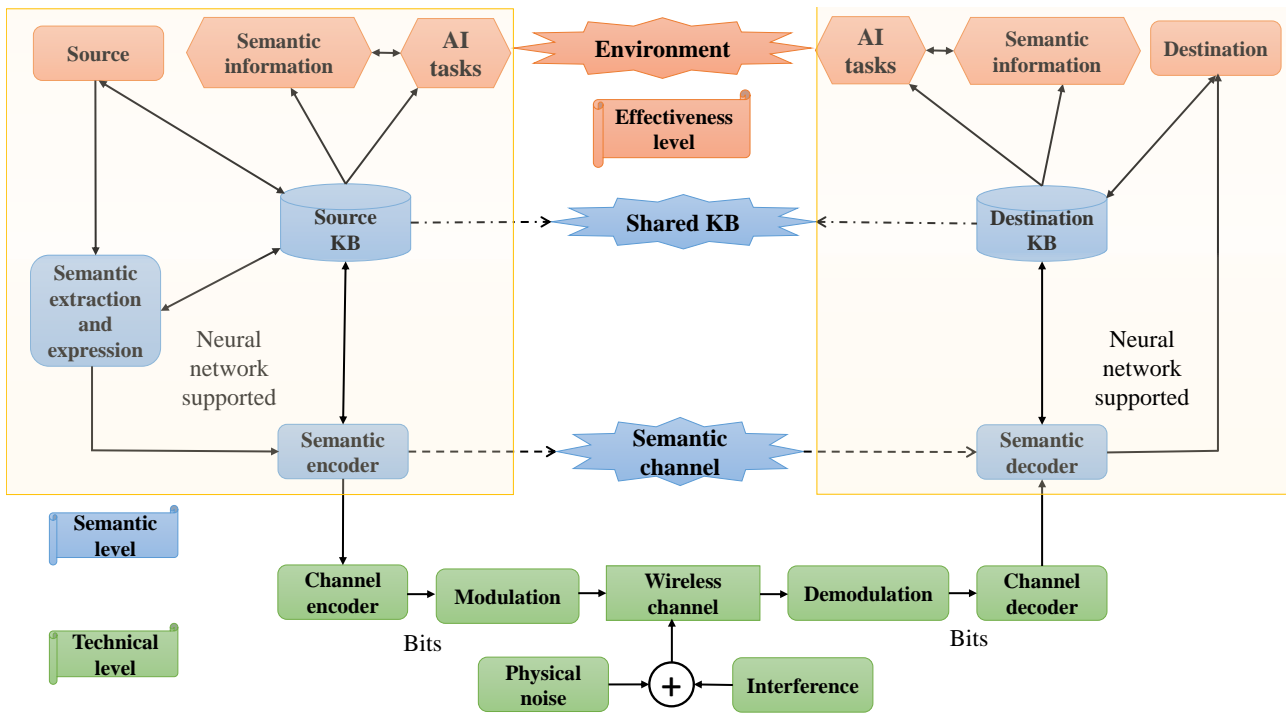 Source
Semantic
information
AI
tasks
Environment
AI
tasks
Semantic
information
Destination
Effectiveness
level
Source
KB
Shared KB
Destination
KB
Semantic
extraction
and
expression
Neural
network
supported
Neural
network
supported
Semantic
encoder
Semantic
channel
Semantic
decoder
Semantic
level
Channel
encoder
Modulation
Wireless
channel
Demodulation
Channel
decoder
Bits
Bits
Technical
level
Physical
noise
+
Interference